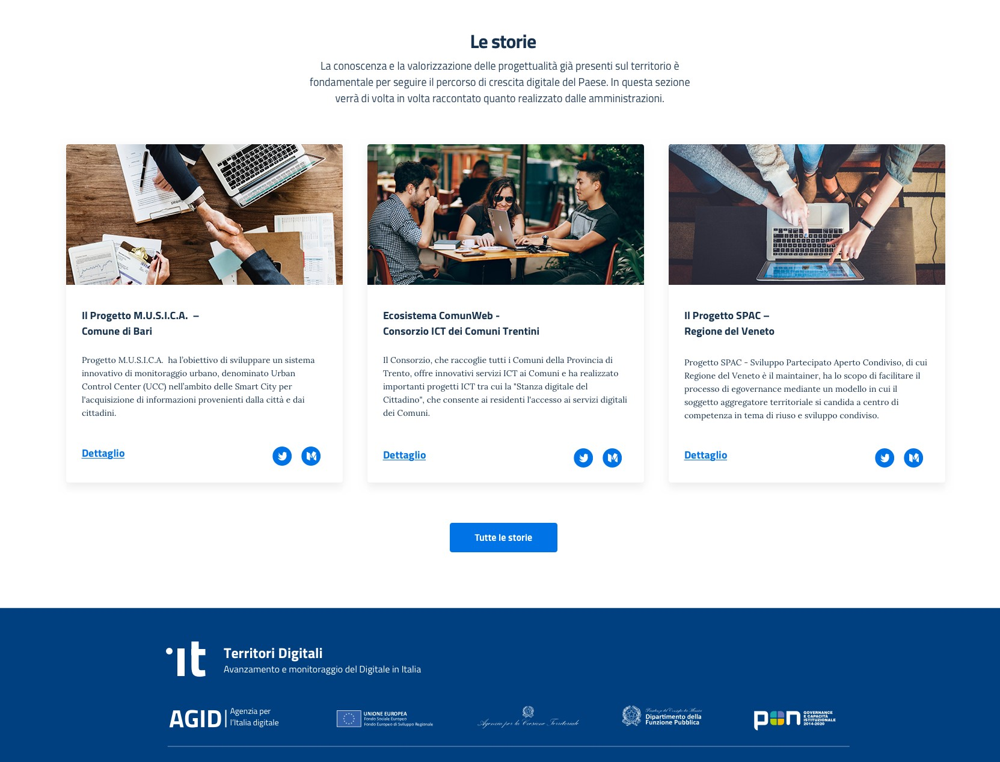 Le storie
La conoscenza e la valorizzazione delle progettualità già presenti sul territorio è
fondamentale per seguire il percorso di crescita digitale del Paese. In questa sezione
verrà di volta in volta raccontato quanto realizzato dalle amministrazioni.
Il Progetto M.U.S.I.C.A.  –
Comune di Bari
Progetto M.U.S.I.C.A.  ha l’obiettivo di sviluppare un sistema
innovativo di monitoraggio urbano, denominato Urban
Control Center (UCC) nell’ambito delle Smart City per
l'acquisizione di informazioni provenienti dalla città e dai
cittadini.
Dettaglio
Ecosistema ComunWeb -
Consorzio ICT dei Comuni Trentini
Il Consorzio, che raccoglie tutti i Comuni della Provincia di
Trento, offre innovativi servizi ICT ai Comuni e ha realizzato
importanti progetti ICT tra cui la "Stanza digitale del
Cittadino", che consente ai residenti l'accesso ai servizi digitali
dei Comuni.
Dettaglio
Il Progetto SPAC –
Regione del Veneto
Progetto SPAC - Sviluppo Partecipato Aperto Condiviso, di cui
Regione del Veneto è il maintainer, ha lo scopo di facilitare il
processo di egovernance mediante un modello in cui il
soggetto aggregatore territoriale si candida a centro di
competenza in tema di riuso e sviluppo condiviso.
Dettaglio
Tutte le storie
it
Territori Digitali
Avanzamento e monitoraggio del Digitale in Italia
AGID
Agenzia per
l’Italia digitale
UNIONE EUROPEA
Fondo Sociale Europeo
Fondo Europeo di Sviluppo Regionale
Agenzia per la Coesione Territoriale
Presidenza del Consiglio dei Ministri
Dipartimento della
Funzione Pubblica
pon
GOVERNANCE
E CAPACITÀ
ISTITUZIONALE
2014-2020